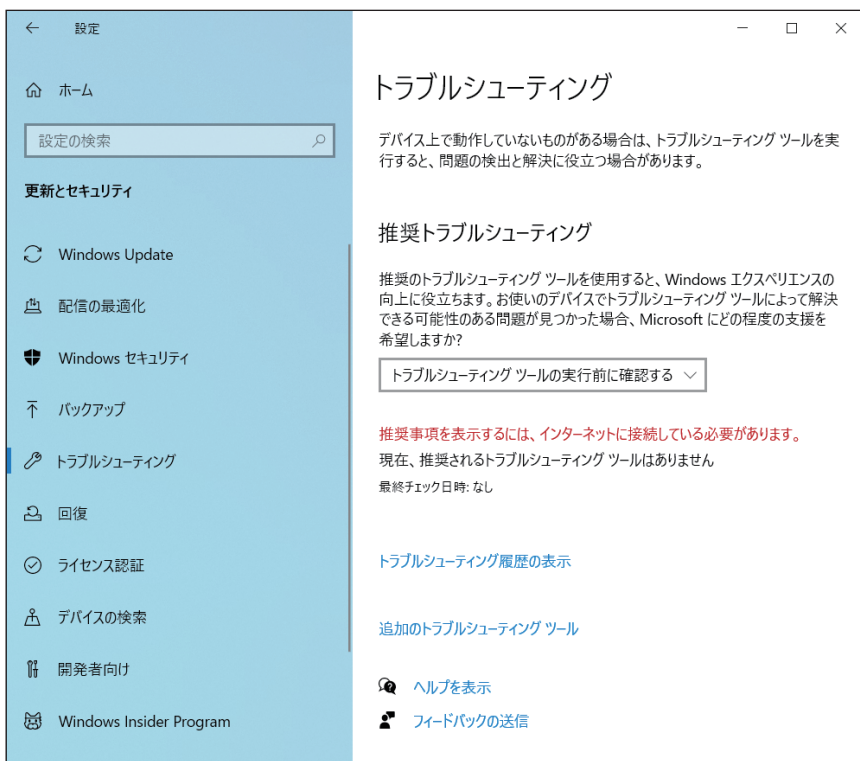 設定
ホーム
設定の検索
更新とセキュリティ
Windows Update
配信の最適化
Windows セキュリティ
バックアップ
トラブルシューティング
回復
ライセンス認証
デバイスの検索
開発者向け
Windows Insider Program
トラブルシューティング
デバイス上で動作していないものがある場合は、トラブルシューティング ツールを実
行すると、問題の検出と解決に役立つ場合があります。
推奨トラブルシューティング
推奨のトラブルシューティング ツールを使用すると、Windows エクスペリエンスの
向上に役立ちます。お使いのデバイスでトラブルシューティング ツールによって解決
できる可能性のある問題が見つかった場合、Microsoft にどの程度の支援を
希望しますか?
トラブルシューティング ツールの実行前に確認する
推奨事項を表示するには、インターネットに接続している必要があります。
現在、推奨されるトラブルシューティング ツールはありません
最終チェック日時: なし
トラブルシューティング履歴の表示
追加のトラブルシューティング ツール
ヘルプを表示
フィードバックの送信